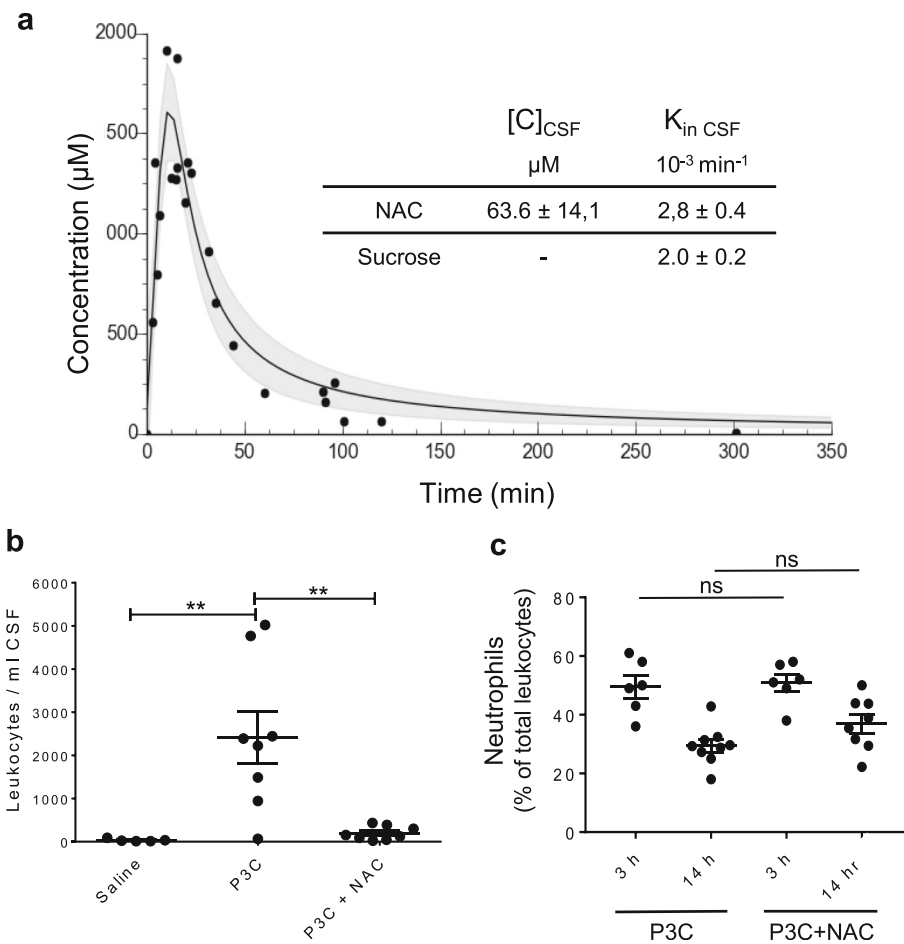 a
2000
500
000
500
0
Concentration (µM)
0 50 100 150 200 250 300 350
Time (min)
[C]CSF Kin CSF
µM 10-3 min-1
NAC 63.6 ± 14,1 2,8 ± 0.4
Sucrose - 2.0 ± 0.2
b
6000
5000
4000
3000
2000
1000
0
Leukocytes / ml CSF
** **
Saline P3C P3C + NAC
c
ns
ns
80
60
40
20
0
Neutrophils
(% of total leukocytes)
3 h 14 h 3 h 14 hr
P3C P3C+NAC